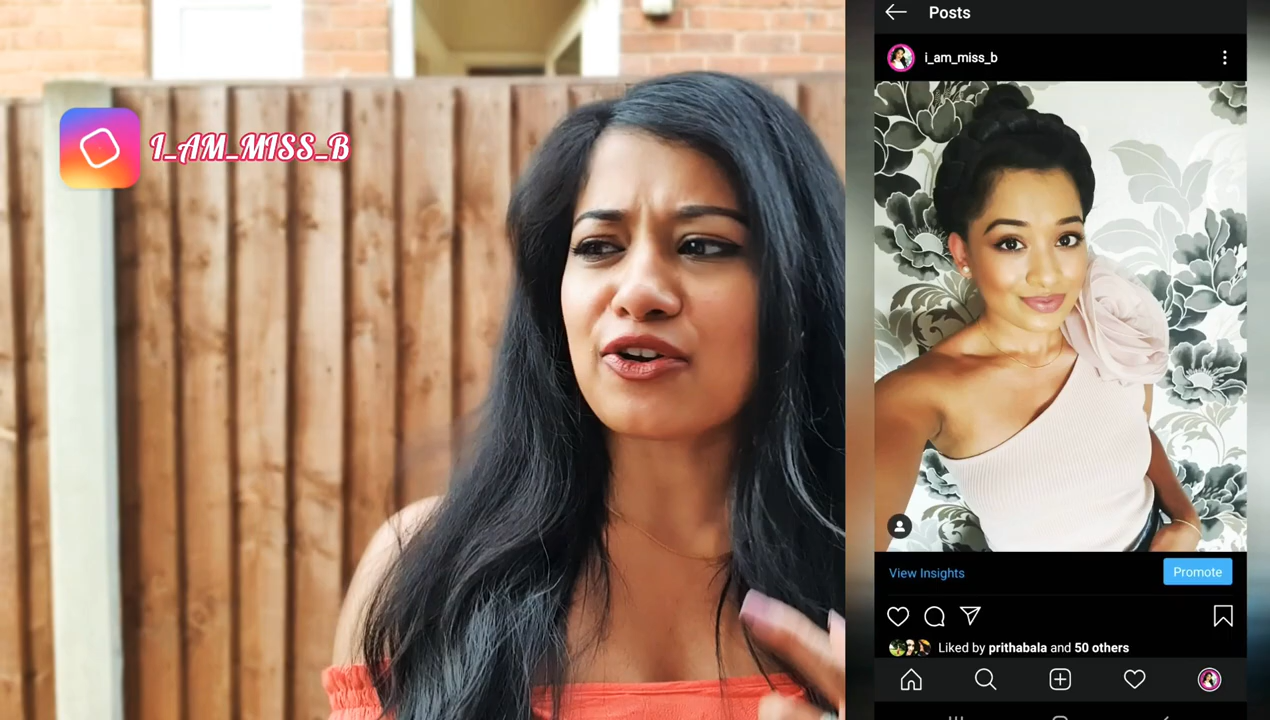 I_AM_MISS_B
Posts
i_am_miss_b
View Insights
Promote
Liked by prithabala and 50 others